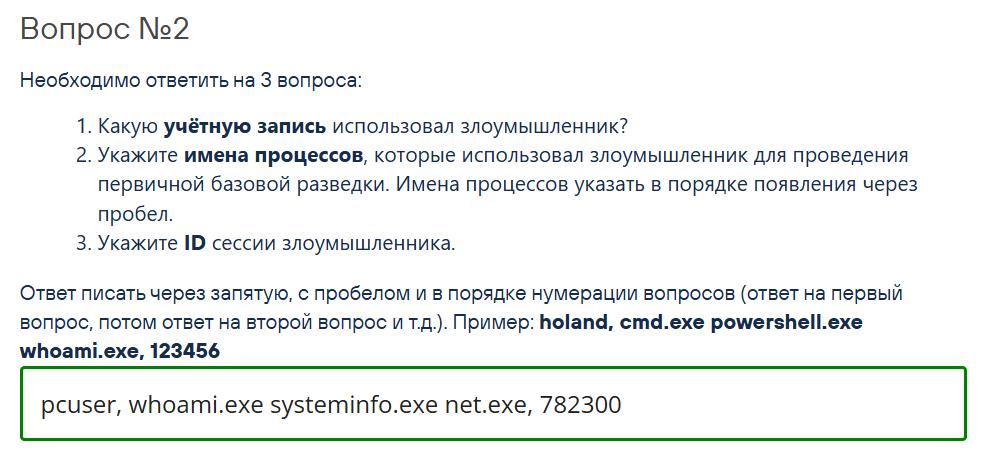 Вопрос №2
Необходимо ответить на 3 вопроса:
1. Какую учётную запись использовал злоумышленник?
2. Укажите имена процессов, которые использовал злоумышленник для проведения
первичной базовой разведки. Имена процессов указать в порядке появления через
пробел.
3. Укажите ID сессии злоумышленника.
Ответ писать через запятую, с пробелом и в порядке нумерации вопросов (ответ на первый
вопрос, потом ответ на второй вопрос и т.д.). Пример: holand, cmd.exe powershell.exe
whoami.exe, 123456
pcuser, whoami.exe systeminfo.exe net.exe, 782300